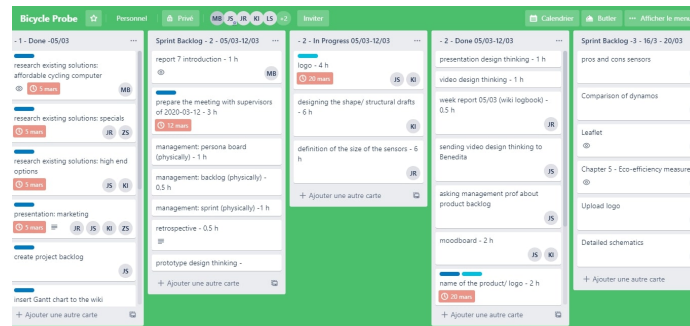 Bicycle Probe
Personnel
Privé
MB JS JR KI LS +2
Inviter
Calendrier
Butler
Afficher le menu
- 1 - Done -05/03
research existing solutions:
affordable cycling computer
5 mars
MB
research existing solutions: specials
5 mars
JR ZS
research existing solutions: high end
options
5 mars
JS KI
presentation: marketing
5 mars
JR JS KI ZS
create project backlog
JS
insert Gantt chart to the wiki
+ Ajouter une autre carte
Sprint Backlog - 2 - 05/03-12/03
report 7 introduction - 1 h
MB
prepare the meeting with supervisors
of 2020-03-12 - 3 h
12 mars
management: persona board
(physically) - 1 h
management: backlog (physically) -
0.5 h
management: sprint (physically) -1 h
retrospective - 0.5 h
prototype design thinking -
+ Ajouter une autre carte
- 2 - In Progress 05/03-12/03
logo - 4 h
20 mars
JS KI
designing the shape/ structural drafts
- 6 h
KI
definition of the size of the sensors - 6
h
JR
+ Ajouter une autre carte
- 2 - Done 05/03-12/03
presentation design thinking - 1 h
video design thinking - 1 h
week report 05/03 (wiki logbook) -
0.5 h
JR
sending video design thinking to
Benedita
JS
asking management prof about
product backlog
JS
moodboard - 2 h
JS KI
name of the product/ logo - 2 h
20 mars
+ Ajouter une autre carte
Sprint Backlog -3 - 16/3 - 20/03
pros and cons sensors
Comparison of dynamos
Leaflet
Chapter 5 - Eco-efficiency measure
Upload logo
Detailed schematics
+ Ajouter une autre carte